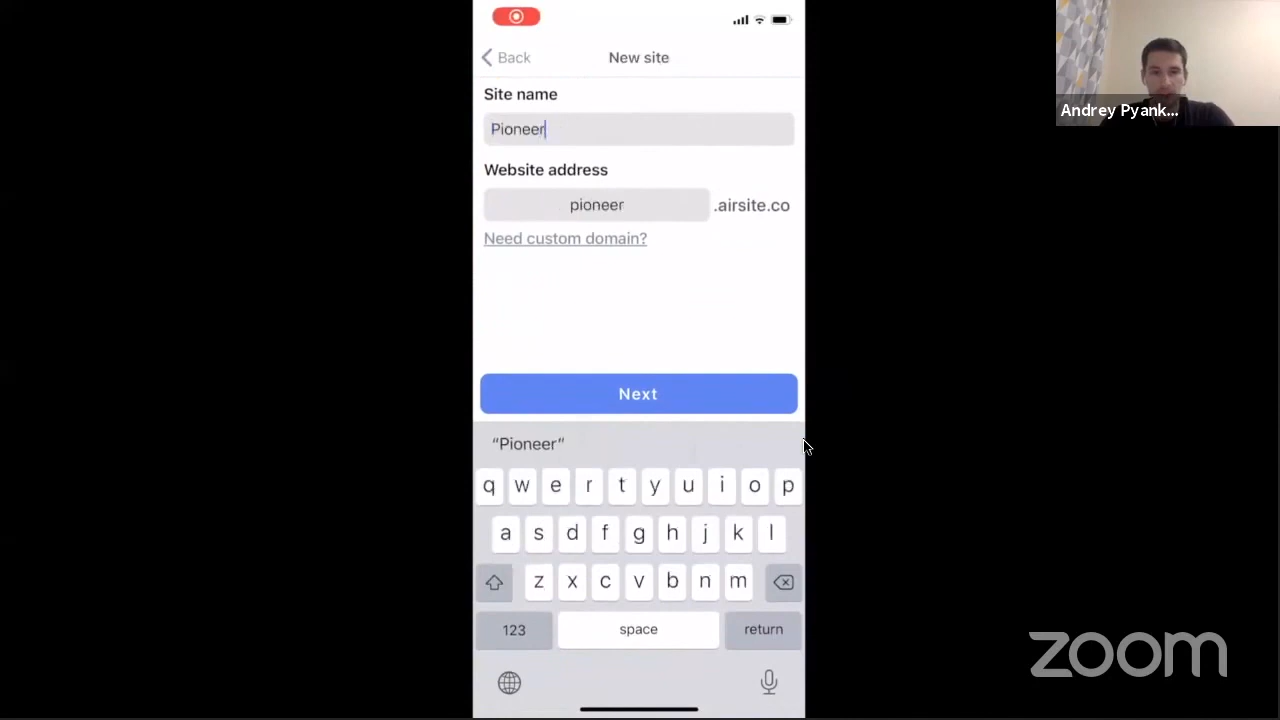 Back
New site
Site name
Pioneer
Website address
pioneer
.airsite.co
Need custom domain?
Next
“Pioneer”
q w e r t y u i o p
a s d f g h j k l
z x c v b n m
123
space
return
Andrey Pyank...
zoom